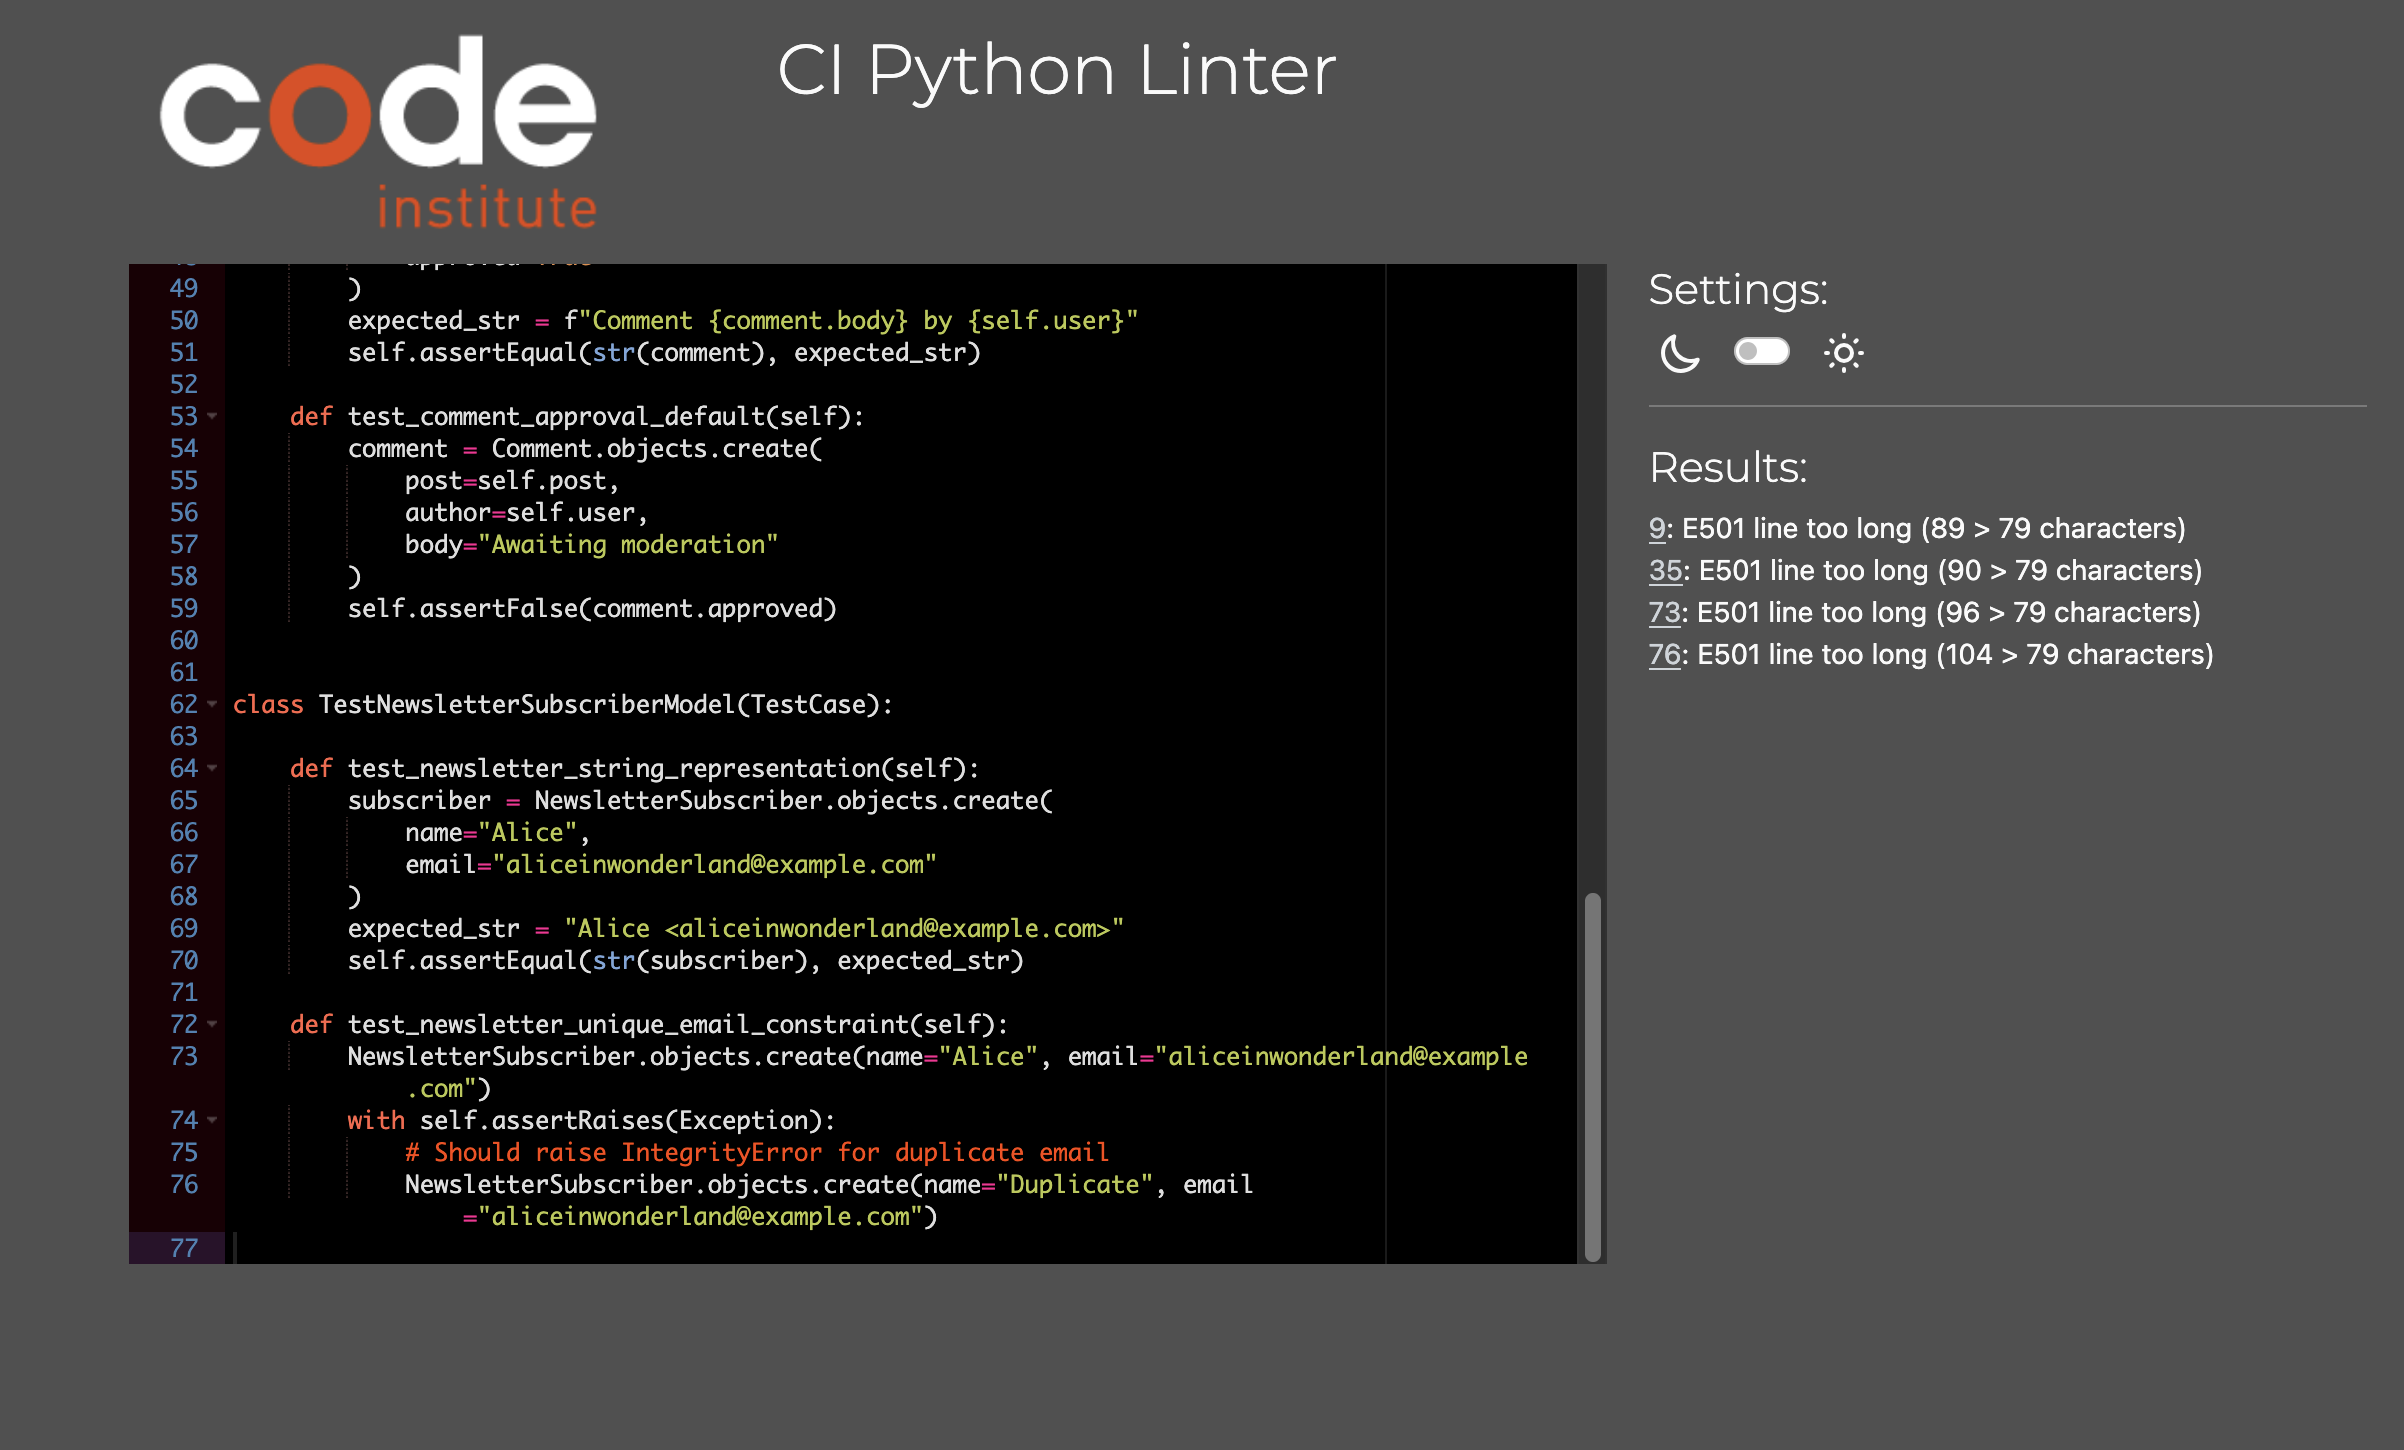 code
institute
CI Python Linter
49 )
50 expected_str = f"Comment {comment.body} by {self.user}"
51 self.assertEqual(str(comment), expected_str)
52
53 def test_comment_approval_default(self):
54 comment = Comment.objects.create(
55 post=self.post,
56 author=self.user,
57 body="Awaiting moderation"
58 )
59 self.assertFalse(comment.approved)
60
61
62 class TestNewsletterSubscriberModel(TestCase):
63
64 def test_newsletter_string_representation(self):
65 subscriber = NewsletterSubscriber.objects.create(
66 name="Alice",
67 email="aliceinwonderland@example.com"
68 )
69 expected_str = "Alice <aliceinwonderland@example.com>"
70 self.assertEqual(str(subscriber), expected_str)
71
72 def test_newsletter_unique_email_constraint(self):
73 NewsletterSubscriber.objects.create(name="Alice", email="aliceinwonderland@example
.com")
74 with self.assertRaises(Exception):
75 # Should raise IntegrityError for duplicate email
76 NewsletterSubscriber.objects.create(name="Duplicate", email
="aliceinwonderland@example.com")
77
Settings:
Results:
9: E501 line too long (89 > 79 characters)
35: E501 line too long (90 > 79 characters)
73: E501 line too long (96 > 79 characters)
76: E501 line too long (104 > 79 characters)